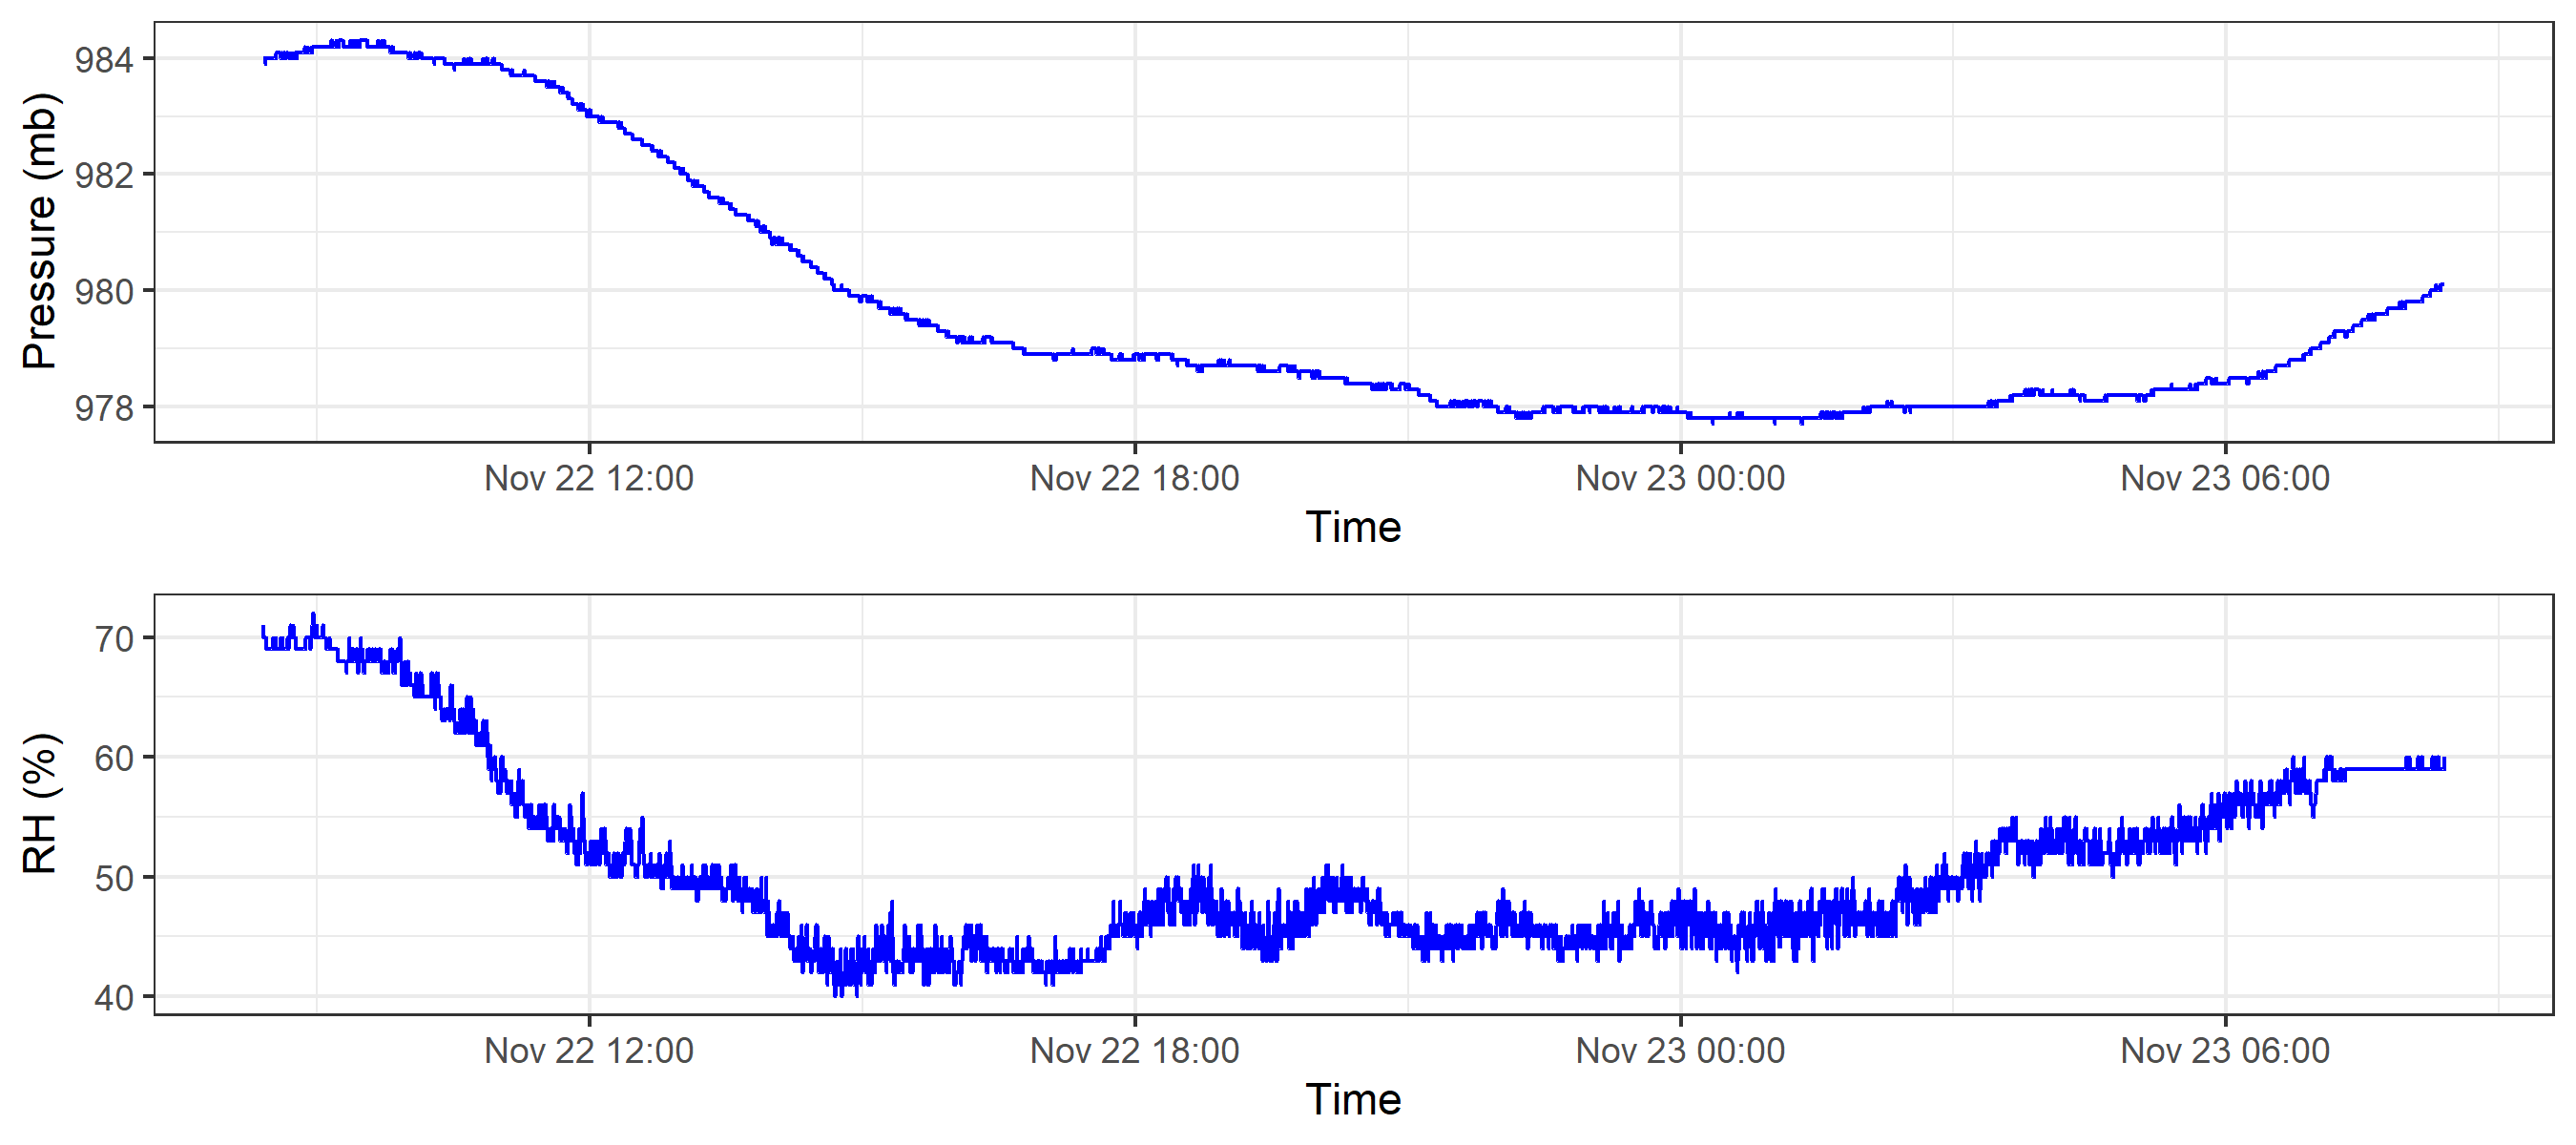 Pressure (mb)
984
982
980
978
Nov 22 12:00
Nov 22 18:00
Nov 23 00:00
Nov 23 06:00
Time
RH (%)
70
60
50
40
Nov 22 12:00
Nov 22 18:00
Nov 23 00:00
Nov 23 06:00
Time